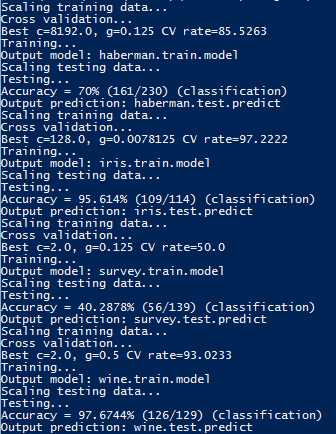 Scaling training data...
Cross validation...
Best c=8192.0, g=0.125 CV rate=85.5263
Training...
Output model: haberman.train.model
Scaling testing data...
Testing...
Accuracy = 70% (161/230) (classification)
Output prediction: haberman.test.predict
Scaling training data...
Cross validation...
Best c=128.0, g=0.0078125 CV rate=97.2222
Training...
Output model: iris.train.model
Scaling testing data...
Testing...
Accuracy = 95.614% (109/114) (classification)
Output prediction: iris.test.predict
Scaling training data...
Cross validation...
Best c=2.0, g=0.125 CV rate=50.0
Training...
Output model: survey.train.model
Scaling testing data...
Testing...
Accuracy = 40.2878% (56/139) (classification)
Output prediction: survey.test.predict
Scaling training data...
Cross validation...
Best c=2.0, g=0.5 CV rate=93.0233
Training...
Output model: wine.train.model
Scaling testing data...
Testing...
Accuracy = 97.6744% (126/129) (classification)
Output prediction: wine.test.predict